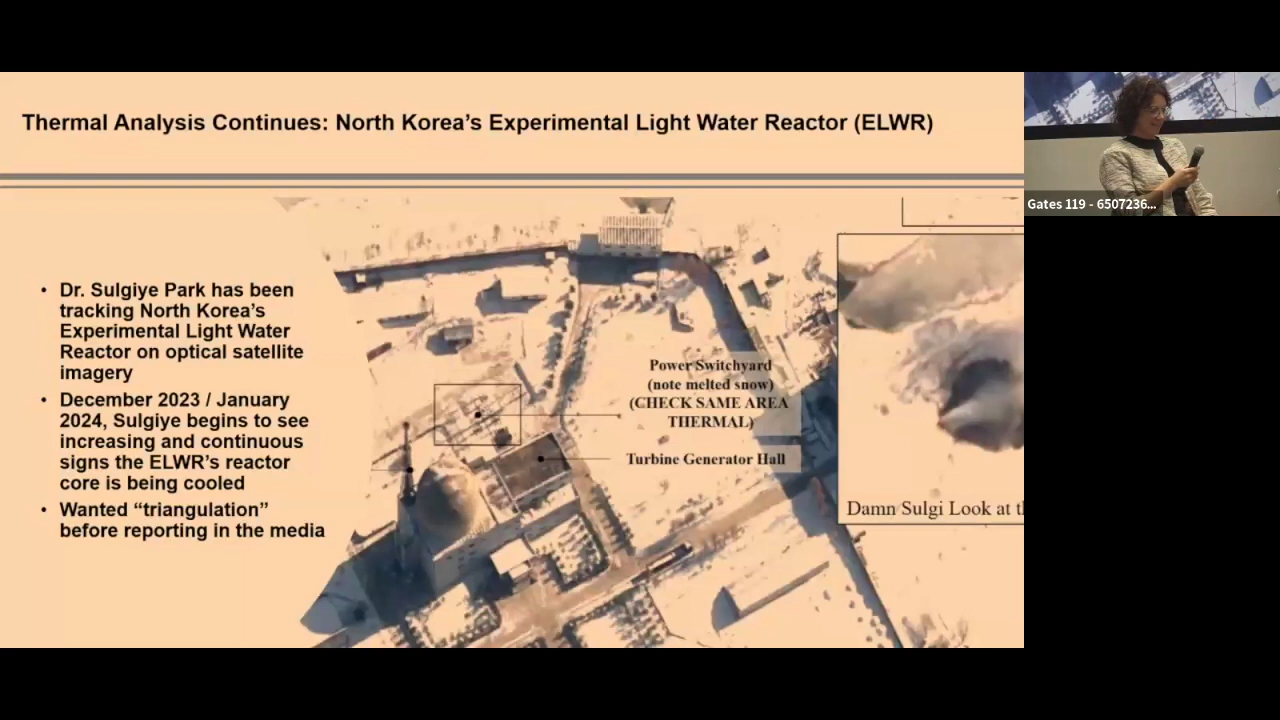 Thermal Analysis Continues: North Korea's Experimental Light Water Reactor (ELWR)
Gates 119 - 6507236...
• Dr. Sulgiye Park has been
tracking North Korea's
Experimental Light Water
Reactor on optical satellite
imagery
• December 2023 / January
2024, Sulgiye begins to see
increasing and continuous
signs the ELWR's reactor
core is being cooled
• Wanted “triangulation”
before reporting in the media
Power Switchyard
(note melted snow)
(CHECK SAME AREA
THERMAL)
Turbine Generator Hall
Damn Sulgi Look at